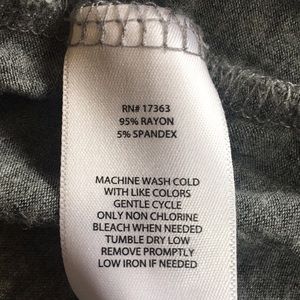 RN# 17363
95% RAYON
5% SPANDEX
MACHINE WASH COLD
WITH LIKE COLORS
GENTLE CYCLE
ONLY NON CHLORINE
BLEACH WHEN NEEDED
TUMBLE DRY LOW
REMOVE PROMPTLY
LOW IRON IF NEEDED